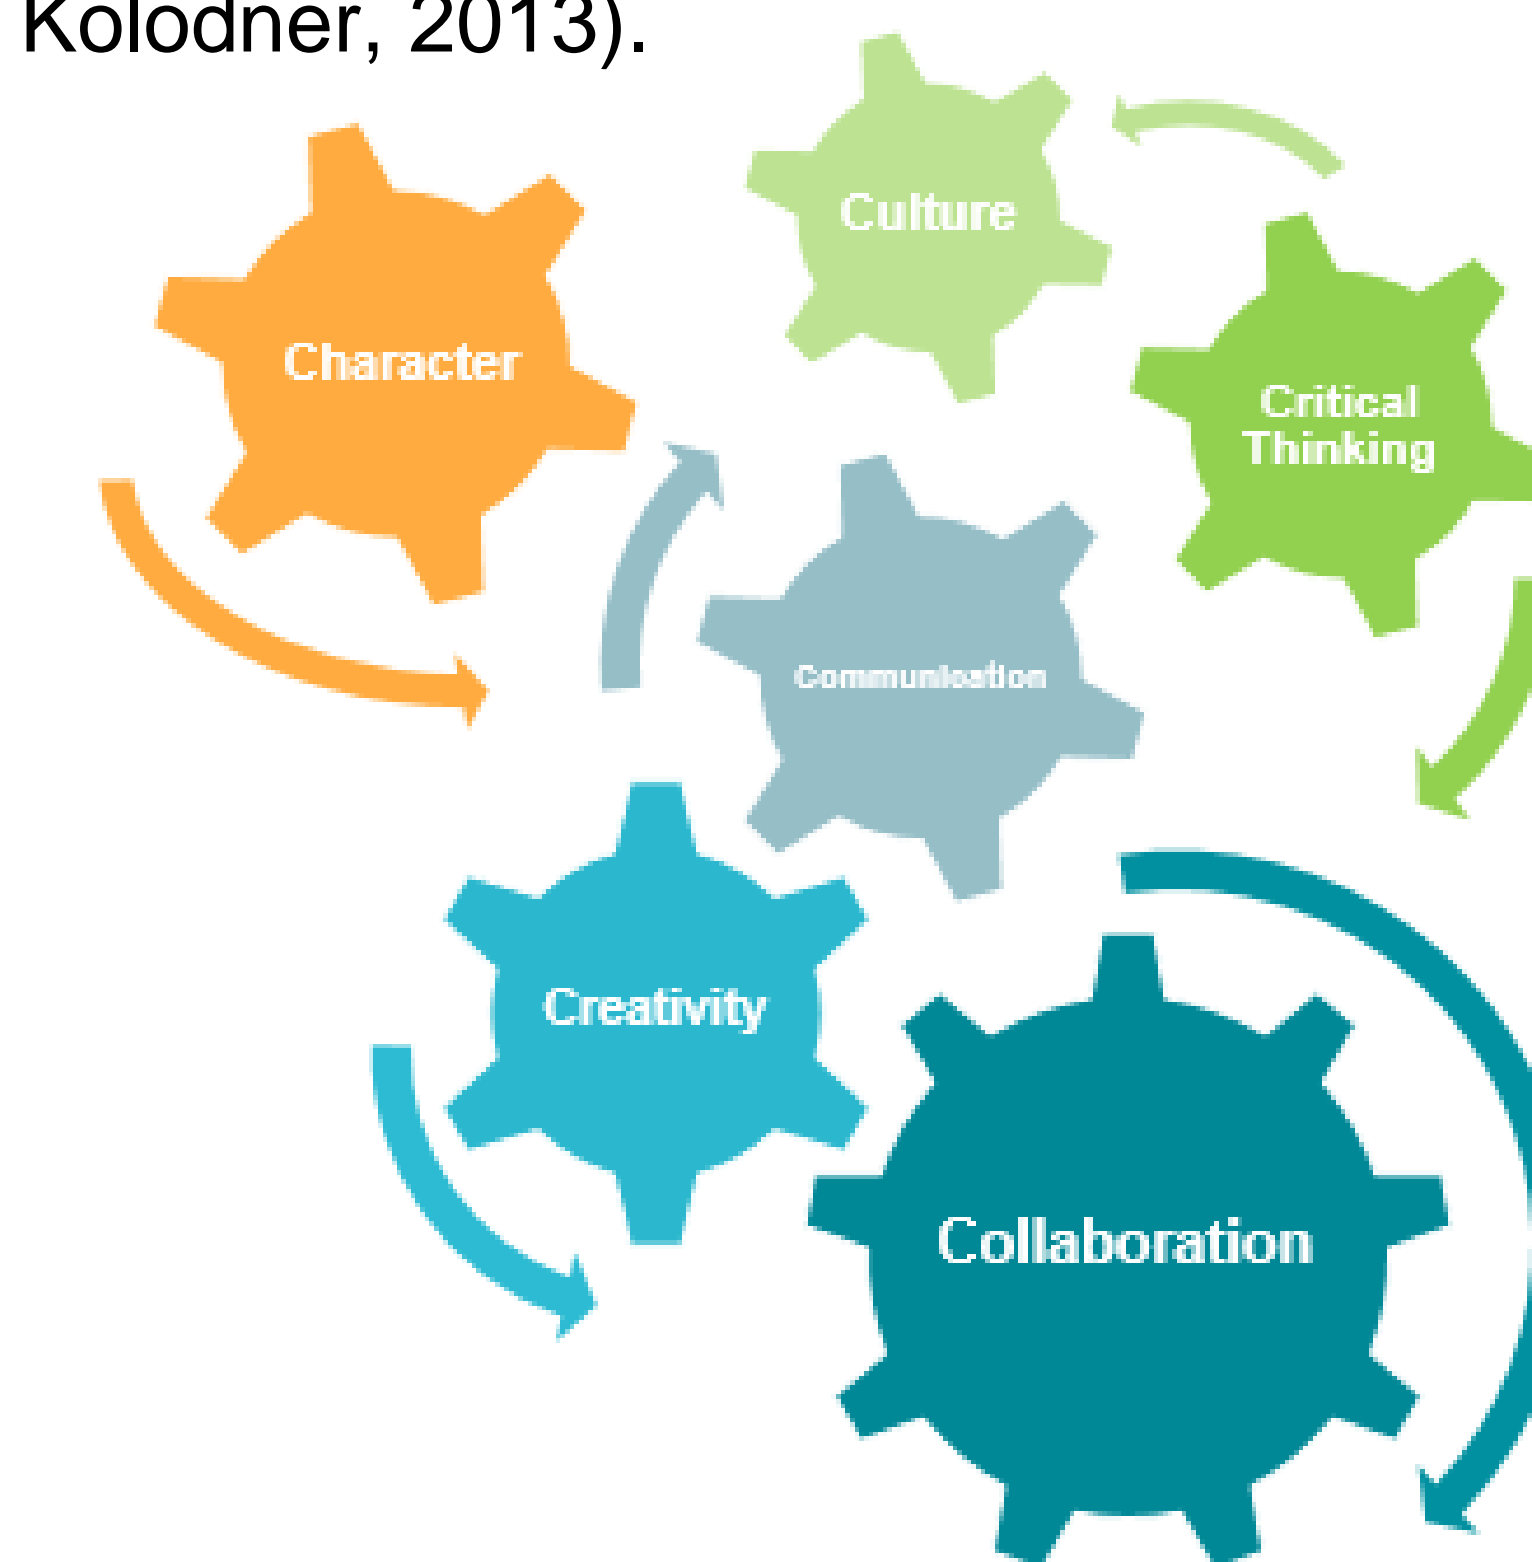 Kolodner, 2013).
Culture
Character
Critical
Thinking
Communication
Creativity
Collaboration